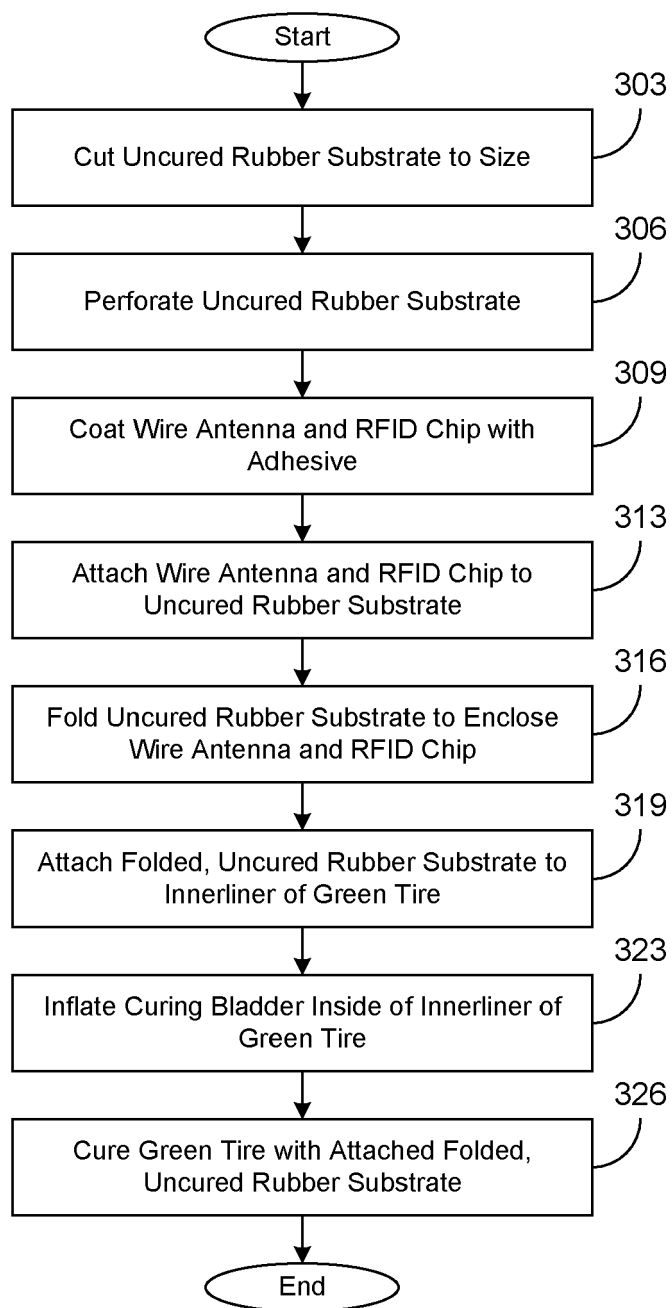 Start
303
Cut Uncured Rubber Substrate to Size
306
Perforate Uncured Rubber Substrate
309
Coat Wire Antenna and RFID Chip with
Adhesive
313
Attach Wire Antenna and RFID Chip to
Uncured Rubber Substrate
316
Fold Uncured Rubber Substrate to Enclose
Wire Antenna and RFID Chip
319
Attach Folded, Uncured Rubber Substrate to
Innerliner of Green Tire
323
Inflate Curing Bladder Inside of Innerliner of
Green Tire
326
Cure Green Tire with Attached Folded,
Uncured Rubber Substrate
End